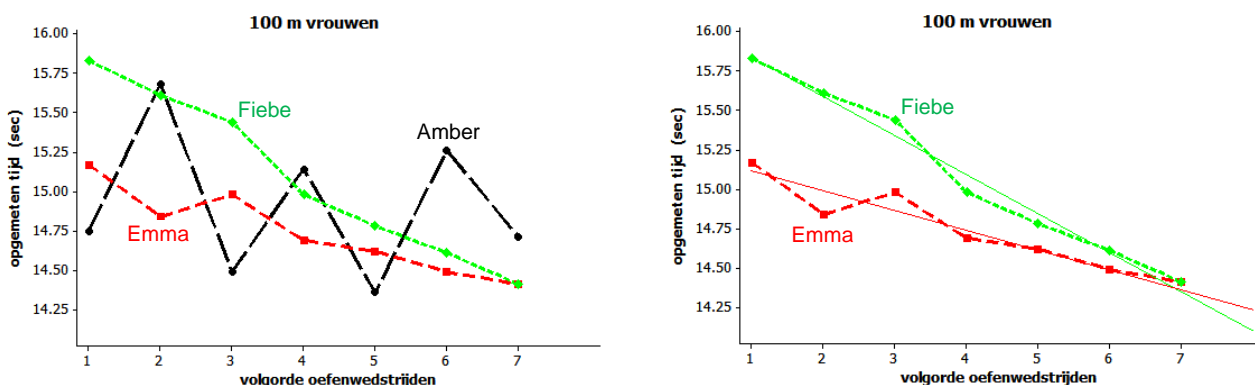 100 m vrouwen
opgemeten tijd (sec)
16.00
15.75
15.50
15.25
15.00
14.75
14.50
14.25
Fiebe
Amber
Emma
1 2 3 4 5 6 7
volgorde oefenwedstrijden
100 m vrouwen
opgemeten tijd (sec)
16.00
15.75
15.50
15.25
15.00
14.75
14.50
14.25
Fiebe
Emma
1 2 3 4 5 6 7
volgorde oefenwedstrijden